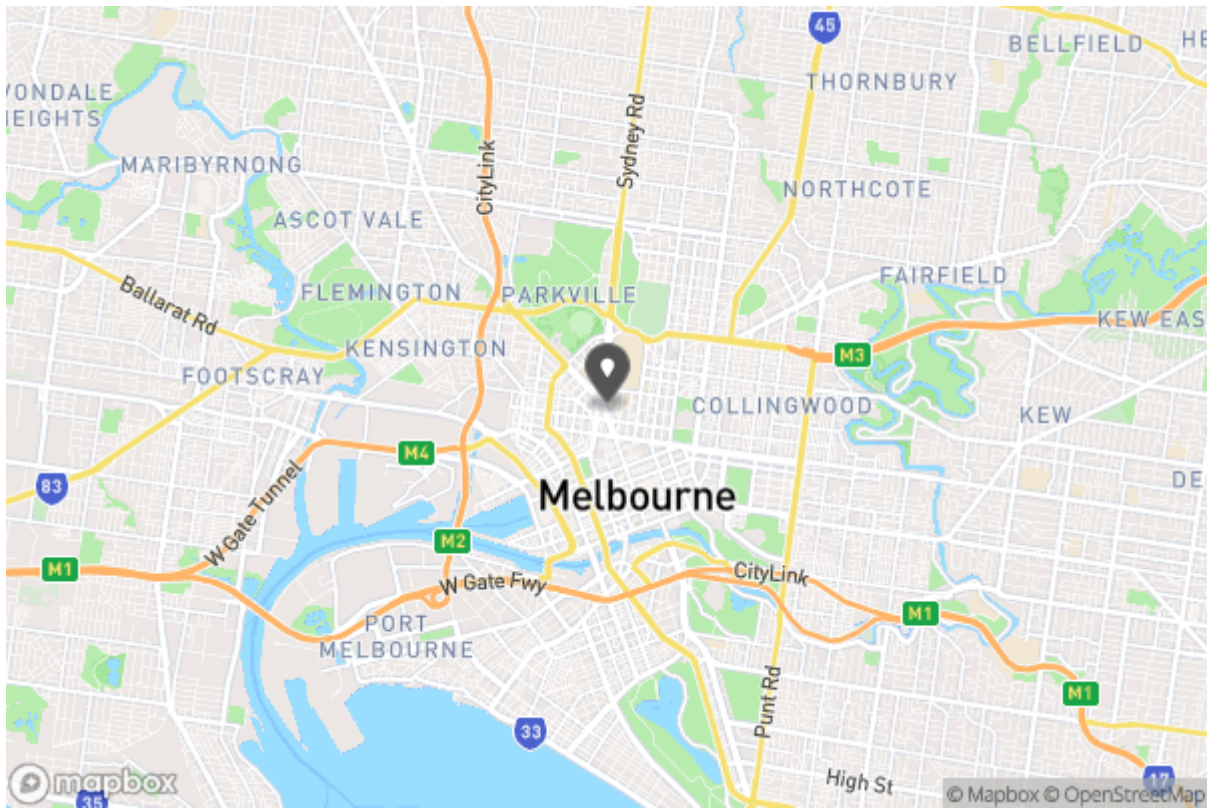 45
BELLFIELD
HE
THORNBURY
VONDALE
HEIGHTS
Sydney Rd
MARIBYRNONG
CityLink
NORTHCOTE
ASCOT VALE
FAIRFIELD
Ballarat Rd
FLEMINGTON
PARKVILLE
KEW EAS
KENSINGTON
M3
FOOTSCRAY
COLLINGWOOD
KEW
M4
83
W Gate Tunnel
Melbourne
DE
M2
M1
W Gate Fwy
CityLink
M1
PORT
MELBOURNE
Punt Rd
M1
33
High St
17
mapbox
35
© Mapbox © OpenStreetMap